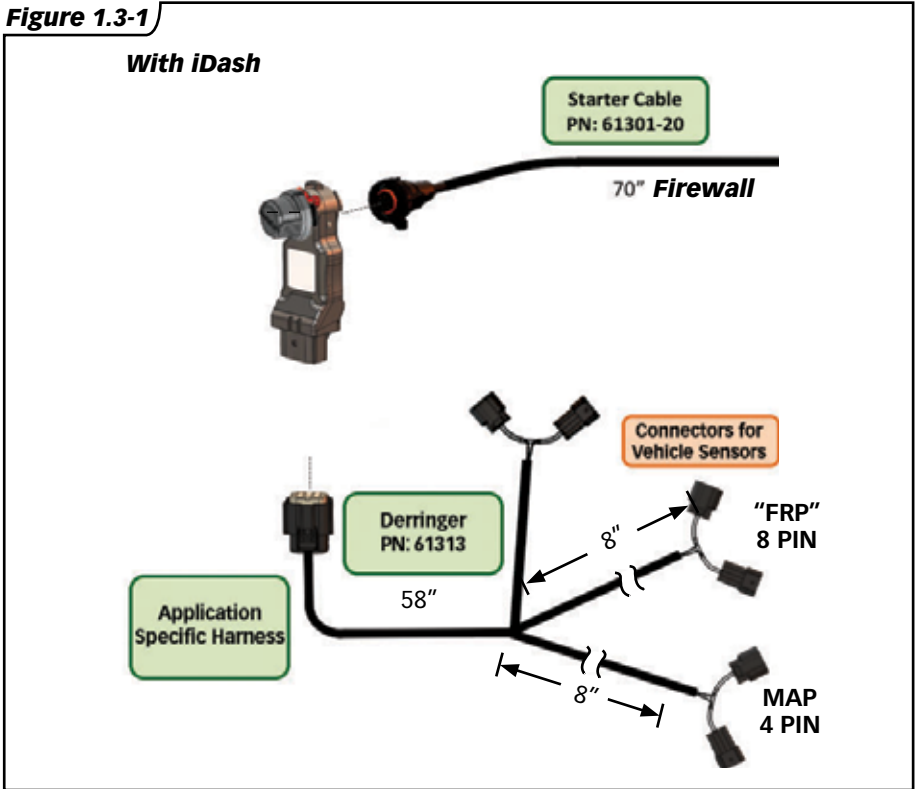 Figure 1.3-1
With iDash
Starter Cable
PN: 61301-20
70" Firewall
Connectors for
Vehicle Sensors
Derringer
PN: 61313
8"
"FRP"
8 PIN
58"
Application
Specific Harness
8"
MAP
4 PIN